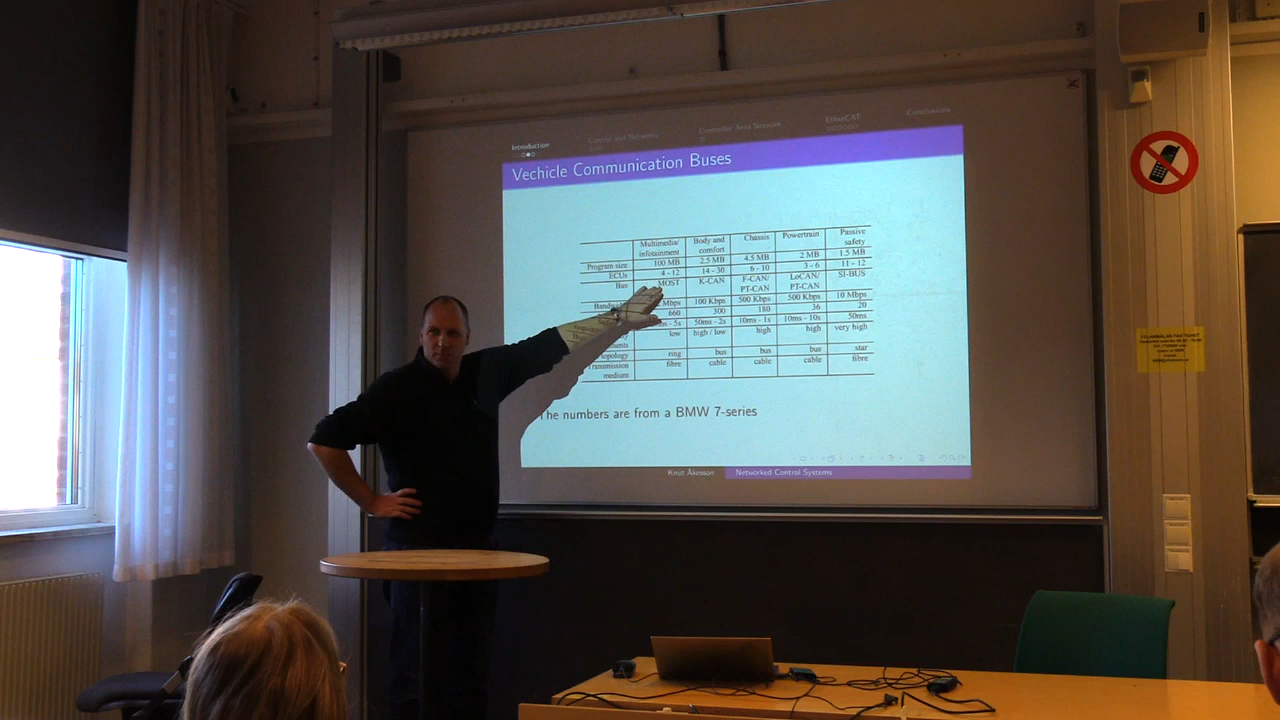 Introduction Control and Networks Controller Area Network EtherCAT Conclusions
Vechicle Communication Buses
Multimedia/ infotainment Body and comfort Chassis Powertrain Passive safety
Program size 100 MB 2.5 MB 4.5 MB 2 MB 1.5 MB
ECUs 4 - 12 14 - 30 6 - 10 3 - 6 11 - 12
Bus MOST K-CAN F-CAN/ PT-CAN LoCAN/ PT-CAN SI-BUS
Mbps 100 Kbps 500 Kbps 500 Kbps 10 Mbps
660 300 180 36 20
- 5s 50ms - 2s 10ms - 1s 10ms - 10s 50ms
low high / low high high very high
topology ring bus bus bus star
Transmission medium fibre cable cable cable fibre
The numbers are from a BMW 7-series
Knut Åkesson Networked Control Systems